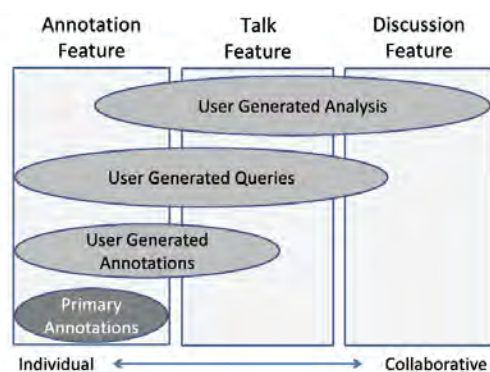 Annotation
Feature
Talk
Feature
Discussion
Feature
User Generated Analysis
User Generated Queries
User Generated
Annotations
Primary
Annotations
Individual
Collaborative